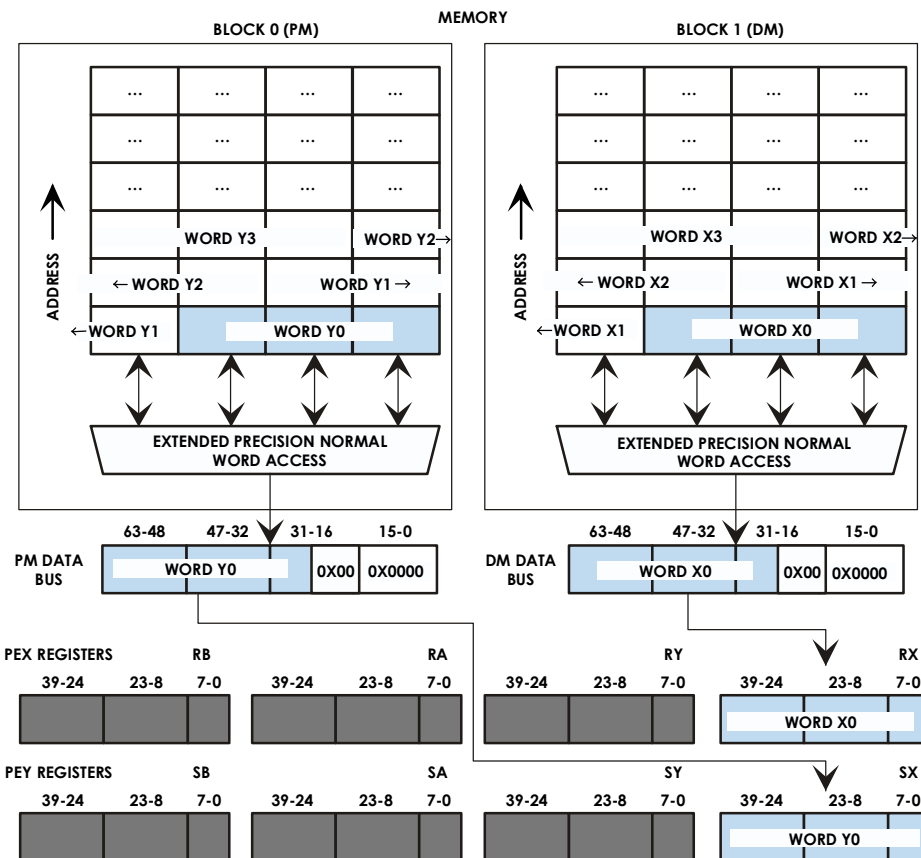 MEMORY
BLOCK 0 (PM) BLOCK 1 (DM)
... ... ... ... ... ... ... ...
... ... ... ... ... ... ... ...
... ... ... ... ... ... ... ...
WORD Y3 WORD Y2→ WORD X3 WORD X2→
←WORD Y2 WORD Y1→ ←WORD X2 WORD X1→
←WORD Y1 WORD Y0 ←WORD X1 WORD X0
ADDRESS ADDRESS
EXTENDED PRECISION NORMAL EXTENDED PRECISION NORMAL
WORD ACCESS WORD ACCESS
63-48 47-32 31-16 15-0 63-48 47-32 31-16 15-0
PM DATA WORD Y0 0X00 0X0000 DM DATA WORD X0 0X00 0X0000
BUS BUS
PEX REGISTERS RB RA RY RX
39-24 23-8 7-0 39-24 23-8 7-0 39-24 23-8 7-0 39-24 23-8 7-0
WORD X0
PEY REGISTERS SB SA SY SX
39-24 23-8 7-0 39-24 23-8 7-0 39-24 23-8 7-0 39-24 23-8 7-0
WORD Y0